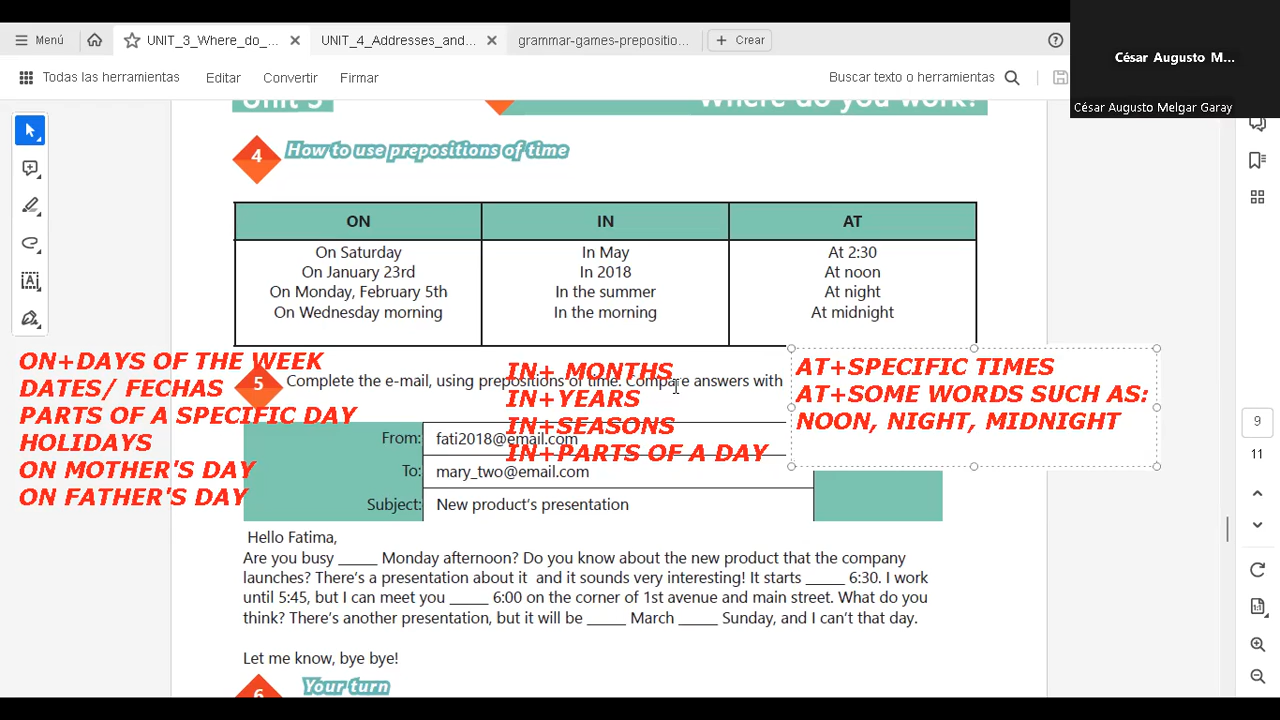 Menú
UNIT_3_Where_do_...
UNIT_4_Addresses_and...
grammar-games-prepositio...
Crear
César Augusto M...
César Augusto Melgar Garay
Todas las herramientas
Editar
Convertir
Firmar
Buscar texto o herramientas
Unit 3
Where do you work?
4
How to use prepositions of time
ON
IN
AT
On Saturday
On January 23rd
On Monday, February 5th
On Wednesday morning
In May
In 2018
In the summer
In the morning
At 2:30
At noon
At night
At midnight
ON+DAYS OF THE WEEK
DATES/ FECHAS
PARTS OF A SPECIFIC DAY
HOLIDAYS
ON MOTHER'S DAY
ON FATHER'S DAY
IN+ MONTHS
IN+YEARS
IN+SEASONS
IN+PARTS OF A DAY
AT+SPECIFIC TIMES
AT+SOME WORDS SUCH AS:
NOON, NIGHT, MIDNIGHT
5
Complete the e-mail, using prepositions of time. Compare answers with
From: fati2018@email.com
To: mary_two@email.com
Subject: New product's presentation
Hello Fatima,
Are you busy _____ Monday afternoon? Do you know about the new product that the company
launches? There's a presentation about it and it sounds very interesting! It starts _____ 6:30. I work
until 5:45, but I can meet you _____ 6:00 on the corner of 1st avenue and main street. What do you
think? There's another presentation, but it will be _____ March _____ Sunday, and I can't that day.
Let me know, bye bye!
6
Your turn
9
11